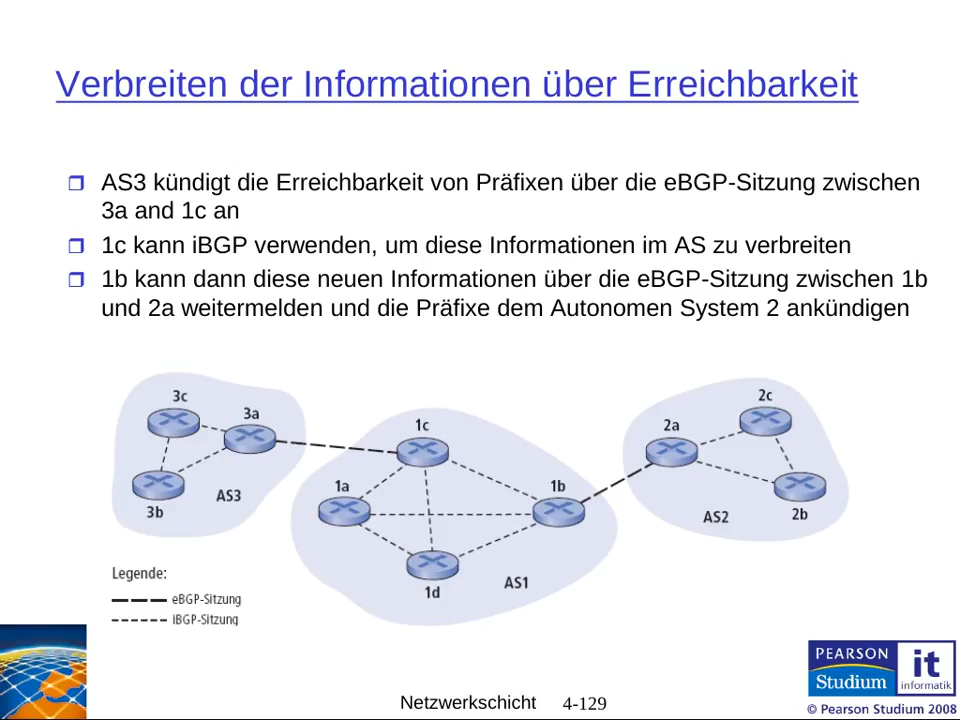 Verbreiten der Informationen über Erreichbarkeit
AS3 kündigt die Erreichbarkeit von Präfixen über die eBGP-Sitzung zwischen
3a and 1c an
1c kann iBGP verwenden, um diese Informationen im AS zu verbreiten
1b kann dann diese neuen Informationen über die eBGP-Sitzung zwischen 1b
und 2a weitermelden und die Präfixe dem Autonomen System 2 ankündigen
3c
3a
3b
AS3
1c
1a
1b
1d
AS1
2c
2a
2b
AS2
Legende:
eBGP-Sitzung
iBGP-Sitzung
PEARSON
Studium
it
informatik
© Pearson Studium 2008
Netzwerkschicht 4-129